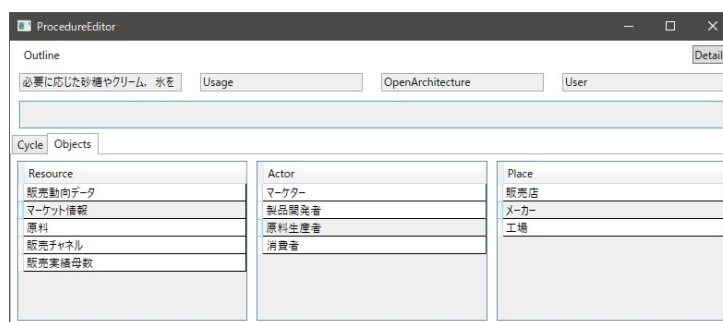 ProcedureEditor
Outline
Detail
必要に応じた砂糖やクリーム，氷を
Usage
OpenArchitecture
User
Cycle
Objects
Resource
販売動向データ
マーケット情報
原料
販売チャネル
販売実績母数
Actor
マーケター
製品開発者
原料生産者
消費者
Place
販売店
メーカー
工場